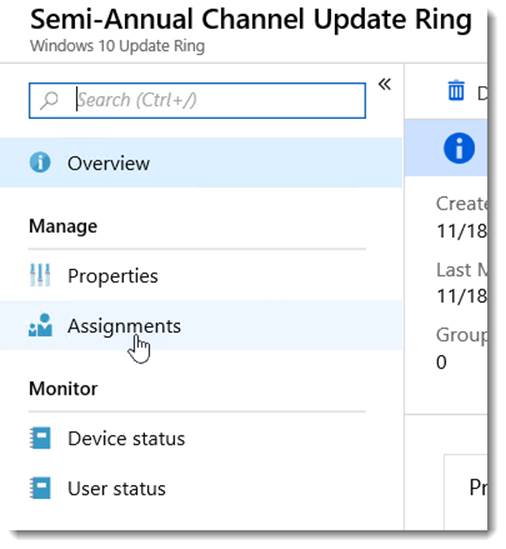 Semi-Annual Channel Update Ring
Windows 10 Update Ring
Search (Ctrl+/)
Overview
Manage
Properties
Assignments
Monitor
Device status
User status
D
Create
11/18
Last M
11/18
Group
0
Pr